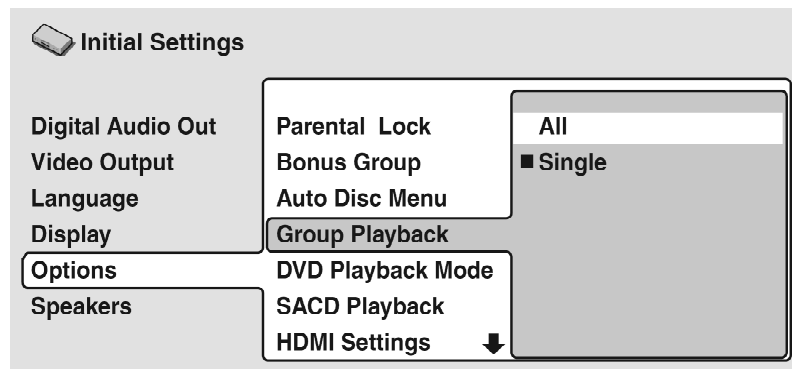 Initial Settings
Digital Audio Out
Video Output
Language
Display
Options
Speakers
Parental Lock
Bonus Group
Auto Disc Menu
Group Playback
DVD Playback Mode
SACD Playback
HDMI Settings
All
Single